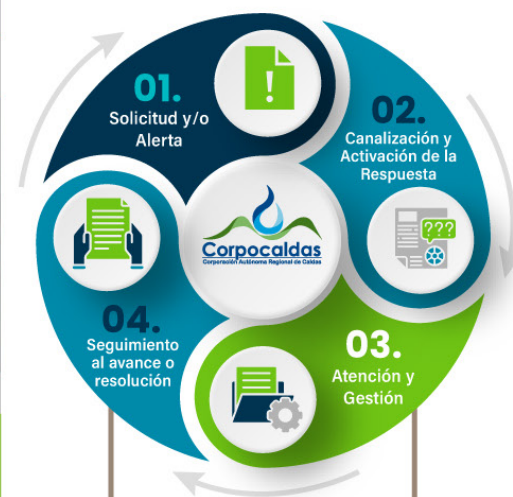 01.
Solicitud y/o
Alerta
02.
Canalización y
Activación de la
Respuesta
???
Corpocaldas
Corporación Autónoma Regional de Caldas
03.
Atención y
Gestión
04.
Seguimiento
al avance o
resolución